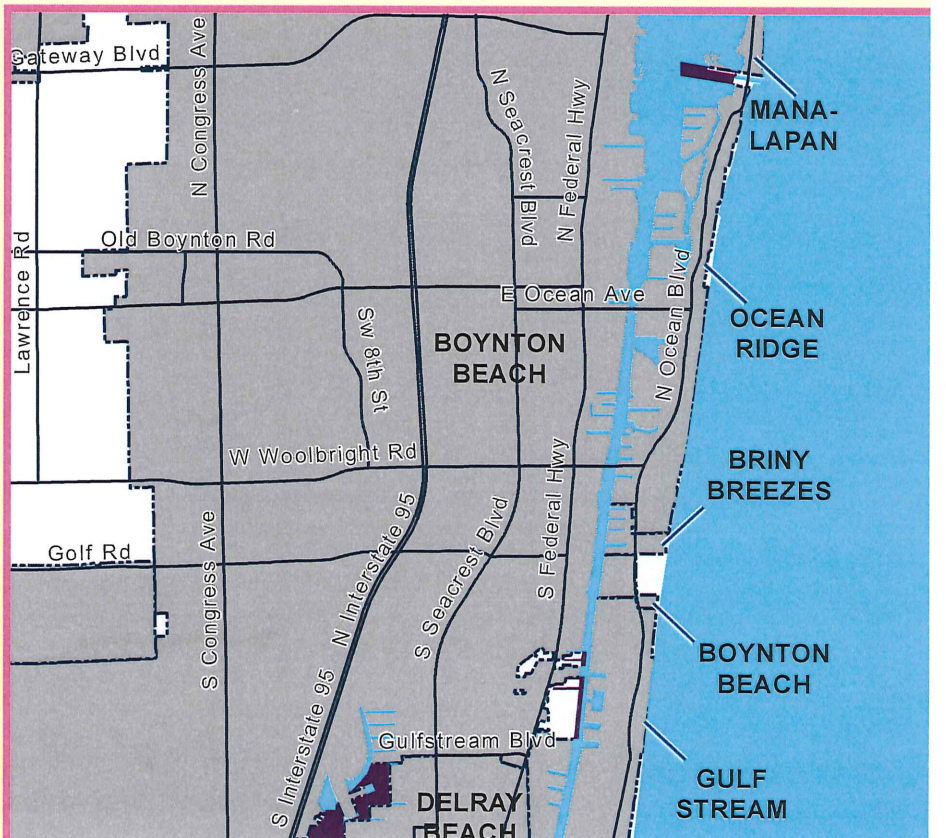 Gateway Blvd
N Congress Ave
N Seacrest Blvd
N Federal Hwy
MANA-
LAPAN
Lawrence Rd
Old Boynton Rd
E Ocean Ave
N Ocean Blvd
OCEAN
RIDGE
Sw 8th St
BOYNTON
BEACH
W Woolbright Rd
BRINY
BREEZES
Golf Rd
S Congress Ave
N Interstate 95
S Seacrest Blvd
S Federal Hwy
BOYNTON
BEACH
S Interstate 95
Gulfstream Blvd
GULF
STREAM
DELRAY
BEACH